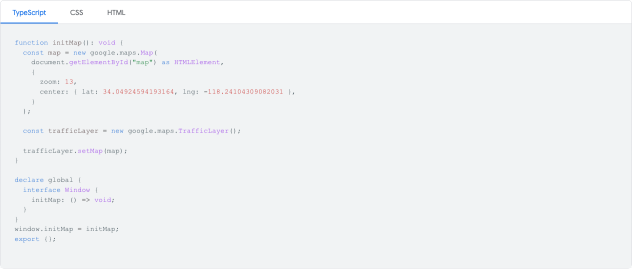 TypeScript CSS HTML
function initMap(): void {
  const map = new google.maps.Map(
    document.getElementById("map") as HTMLElement,
    {
      zoom: 13,
      center: { lat: 34.04924594193164, lng: -118.24104309082031 },
    }
  );
  const trafficLayer = new google.maps.TrafficLayer();
  trafficLayer.setMap(map);
}
declare global {
  interface Window {
    initMap: () => void;
  }
}
window.initMap = initMap;
export {};